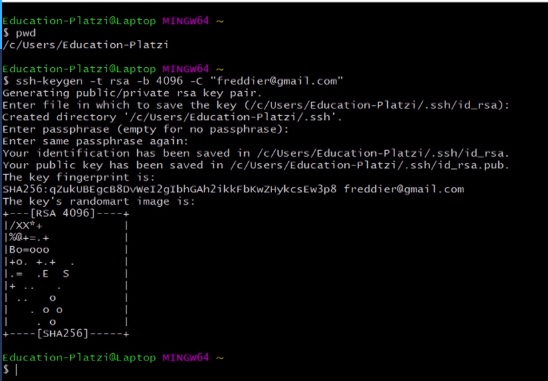 Education-Platzi@Laptop MINGW64 ~
$ pwd
/c/Users/Education-Platzi

Education-Platzi@Laptop MINGW64 ~
$ ssh-keygen -t rsa -b 4096 -C "freddier@gmail.com"
Generating public/private rsa key pair.
Enter file in which to save the key (/c/Users/Education-Platzi/.ssh/id_rsa):
Created directory '/c/Users/Education-Platzi/.ssh'.
Enter passphrase (empty for no passphrase):
Enter same passphrase again:
Your identification has been saved in /c/Users/Education-Platzi/.ssh/id_rsa.
Your public key has been saved in /c/Users/Education-Platzi/.ssh/id_rsa.pub.
The key fingerprint is:
SHA256:qZukUBEgcB8DvWeI2gIbhGAh2ikkFbKwZHykcsEw3p8 freddier@gmail.com
The key's randomart image is:
+---[RSA 4096]----+
|/XX*+            |
|%@+=.+           |
|Bo=ooo           |
|+o. +.+  .       |
|.=  .E  S        |
|+ ..   .         |
| ..   o          |
|   . o o         |
|    . o          |
+----[SHA256]-----+

Education-Platzi@Laptop MINGW64 ~
$